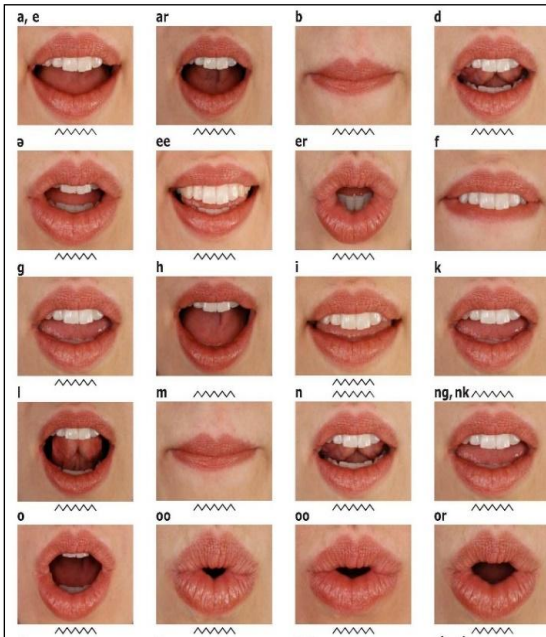 a, e ar b d
ə ee er f
g h i k
l m n ng, nk
o oo oo or